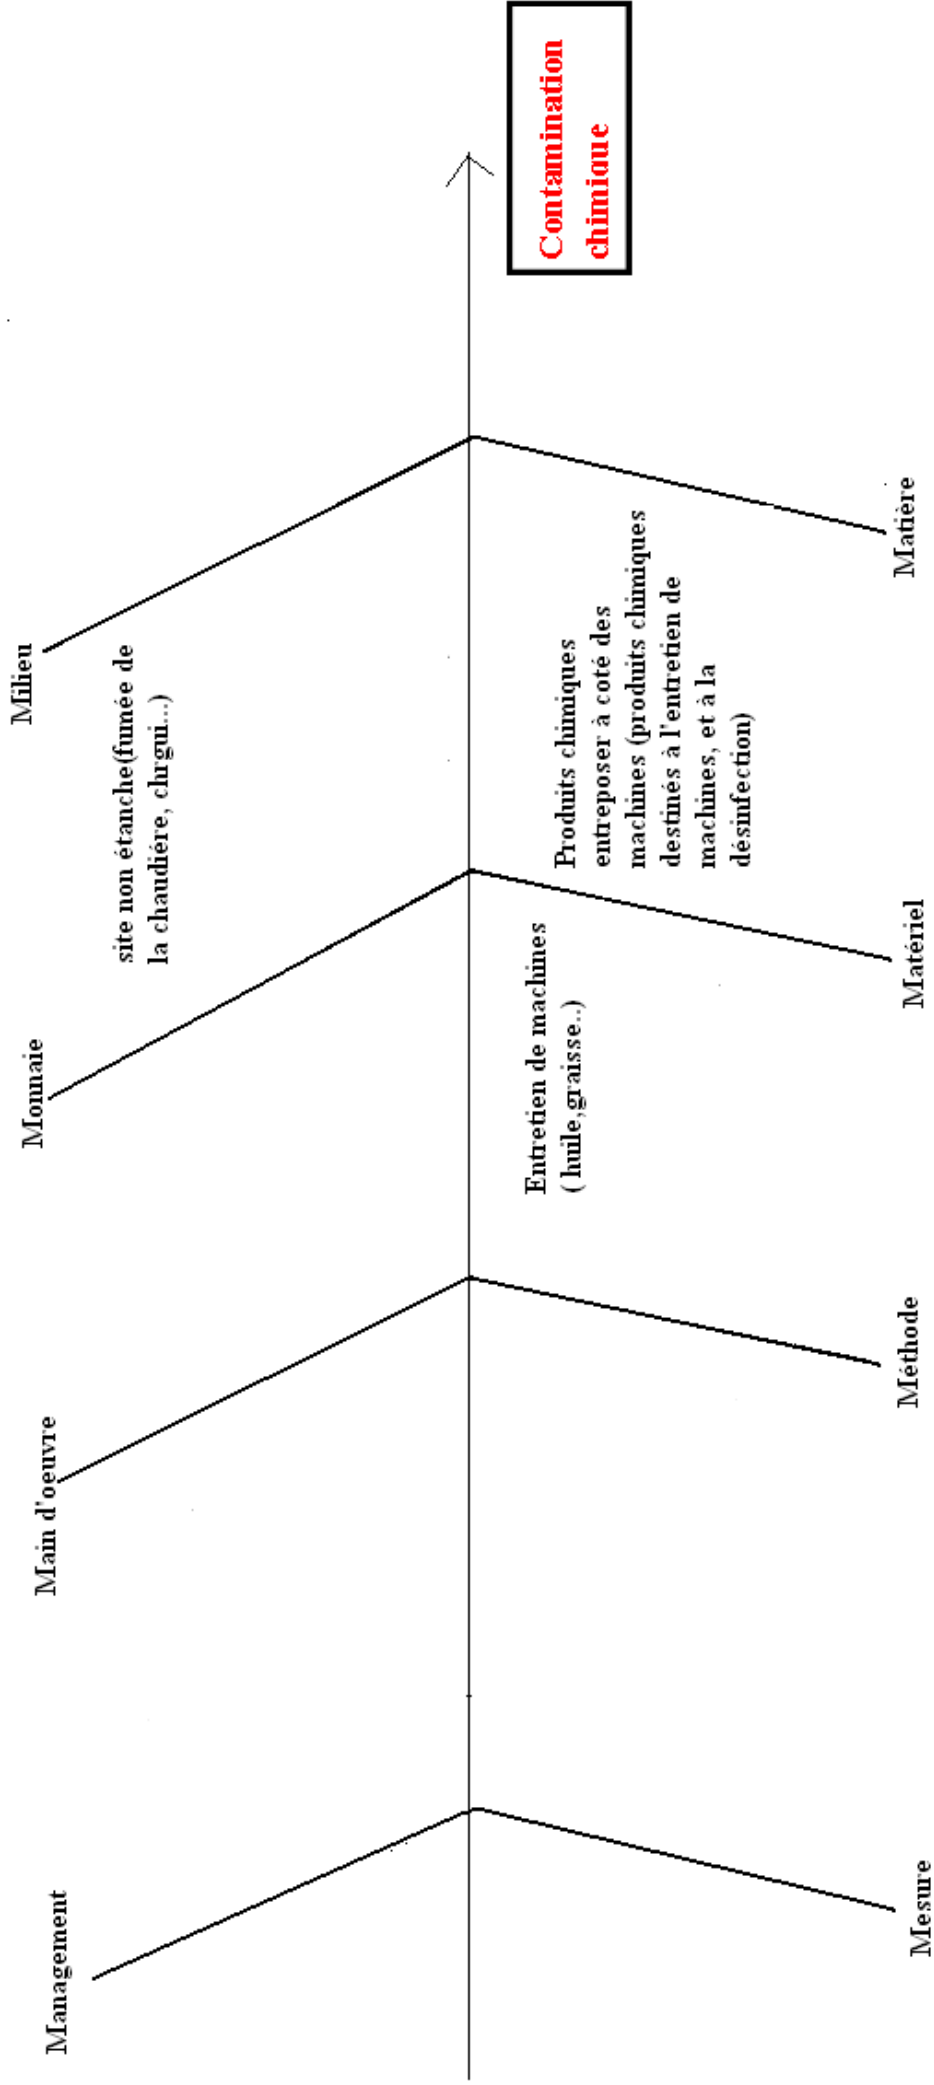 Management
Main d'oeuvre
Monnaie
Milieu
site non étanche(fumée de
la chaudiére, chrgui...)
Contamination
chimique
Entretien de machines
( huile,graisse..)
Produits chimiques
entreposer à coté des
machines (produits chimiques
destinés à l'entretien de
machines, et à la
désinfection)
Mesure
Méthode
Matériel
Matière